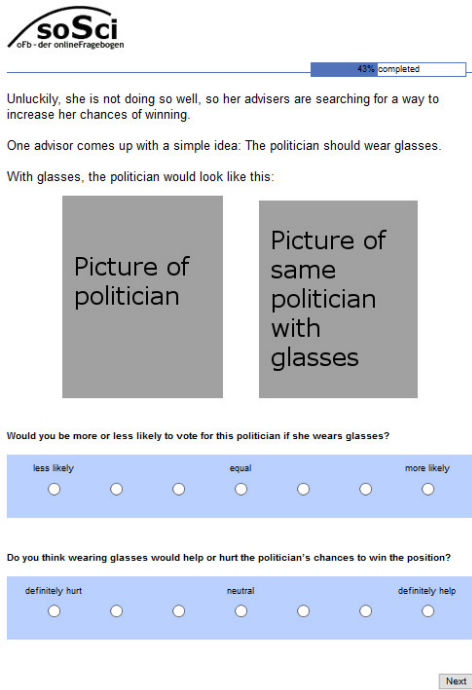 soSci
oFb - der onlineFragebogen
43% completed
Unluckily, she is not doing so well, so her advisers are searching for a way to
increase her chances of winning.
One advisor comes up with a simple idea: The politician should wear glasses.
With glasses, the politician would look like this:
Picture of
politician
Picture of
same
politician
with
glasses
Would you be more or less likely to vote for this politician if she wears glasses?
less likely equal more likely
Do you think wearing glasses would help or hurt the politician's chances to win the position?
definitely hurt neutral definitely help
Next